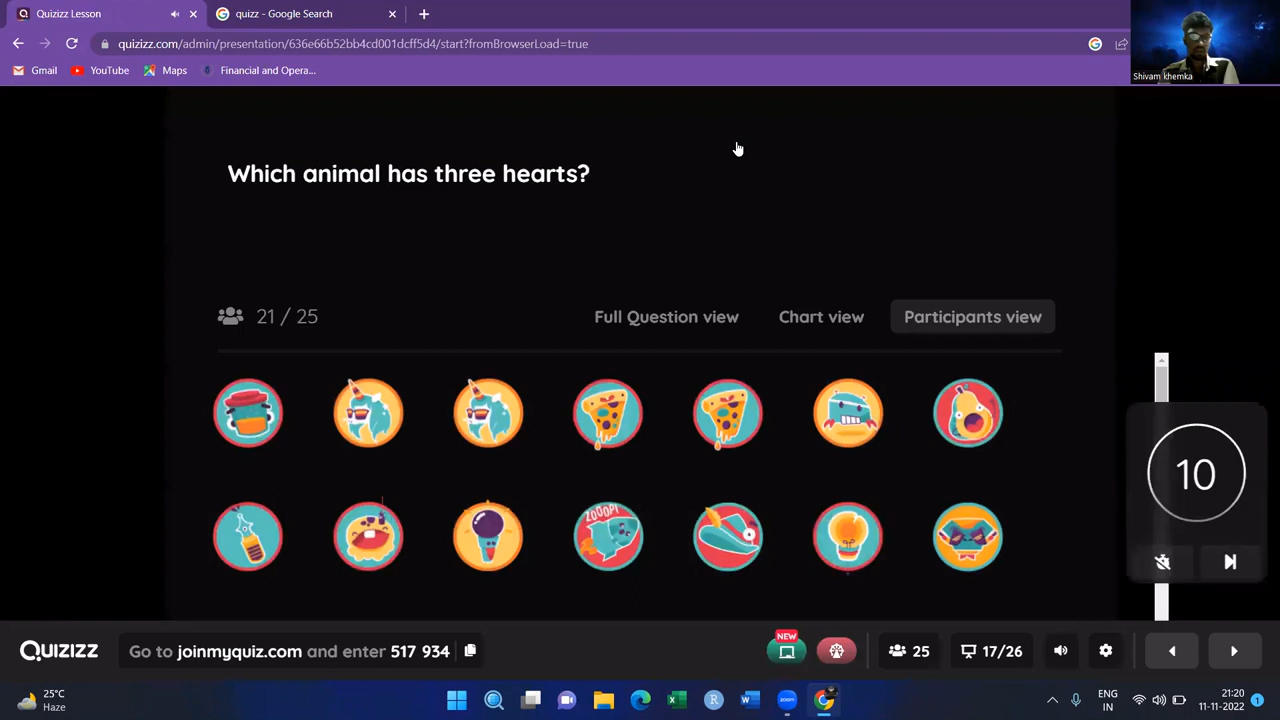 Quizizz Lesson
quizz - Google Search
quizizz.com/admin/presentation/636e66b52bb4cd001dcff5d4/start?fromBrowserLoad=true
Gmail
YouTube
Maps
Financial and Opera...
Shivam khemka
Which animal has three hearts?
21 / 25
Full Question view
Chart view
Participants view
10
ZOOOP!
Quizizz
Go to joinmyquiz.com and enter 517 934
NEW
25
17/26
25°C
Haze
zoom
ENG
IN
21:20
11-11-2022
1